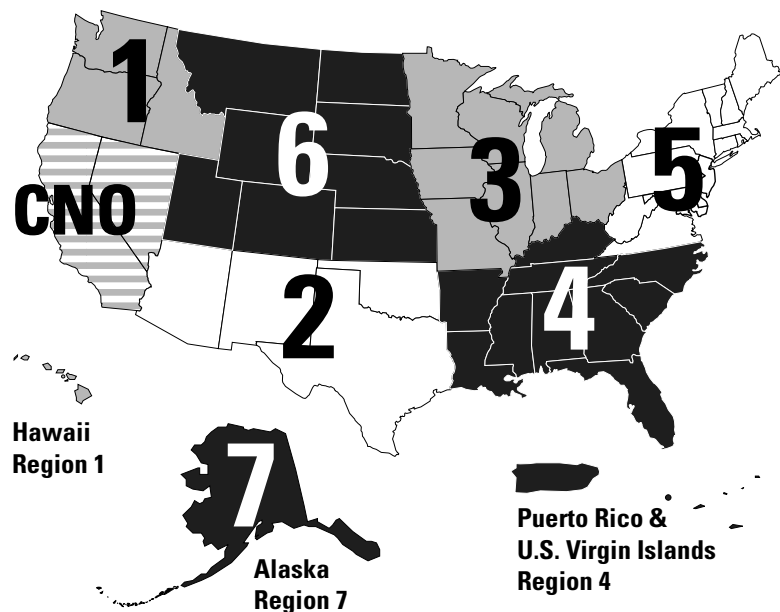 1
6
3
5
CNO
2
4
Hawaii
Region 1
7
Alaska
Region 7
Puerto Rico &
U.S. Virgin Islands
Region 4